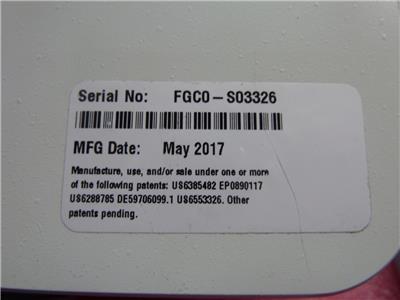 Serial No: FGC0-S03326
MFG Date: May 2017
Manufacture, use, and/or sale under one or more
of the following patents: US6385482 EP0890117
US6288785 DE59706099.1 US6553326. Other
patents pending.